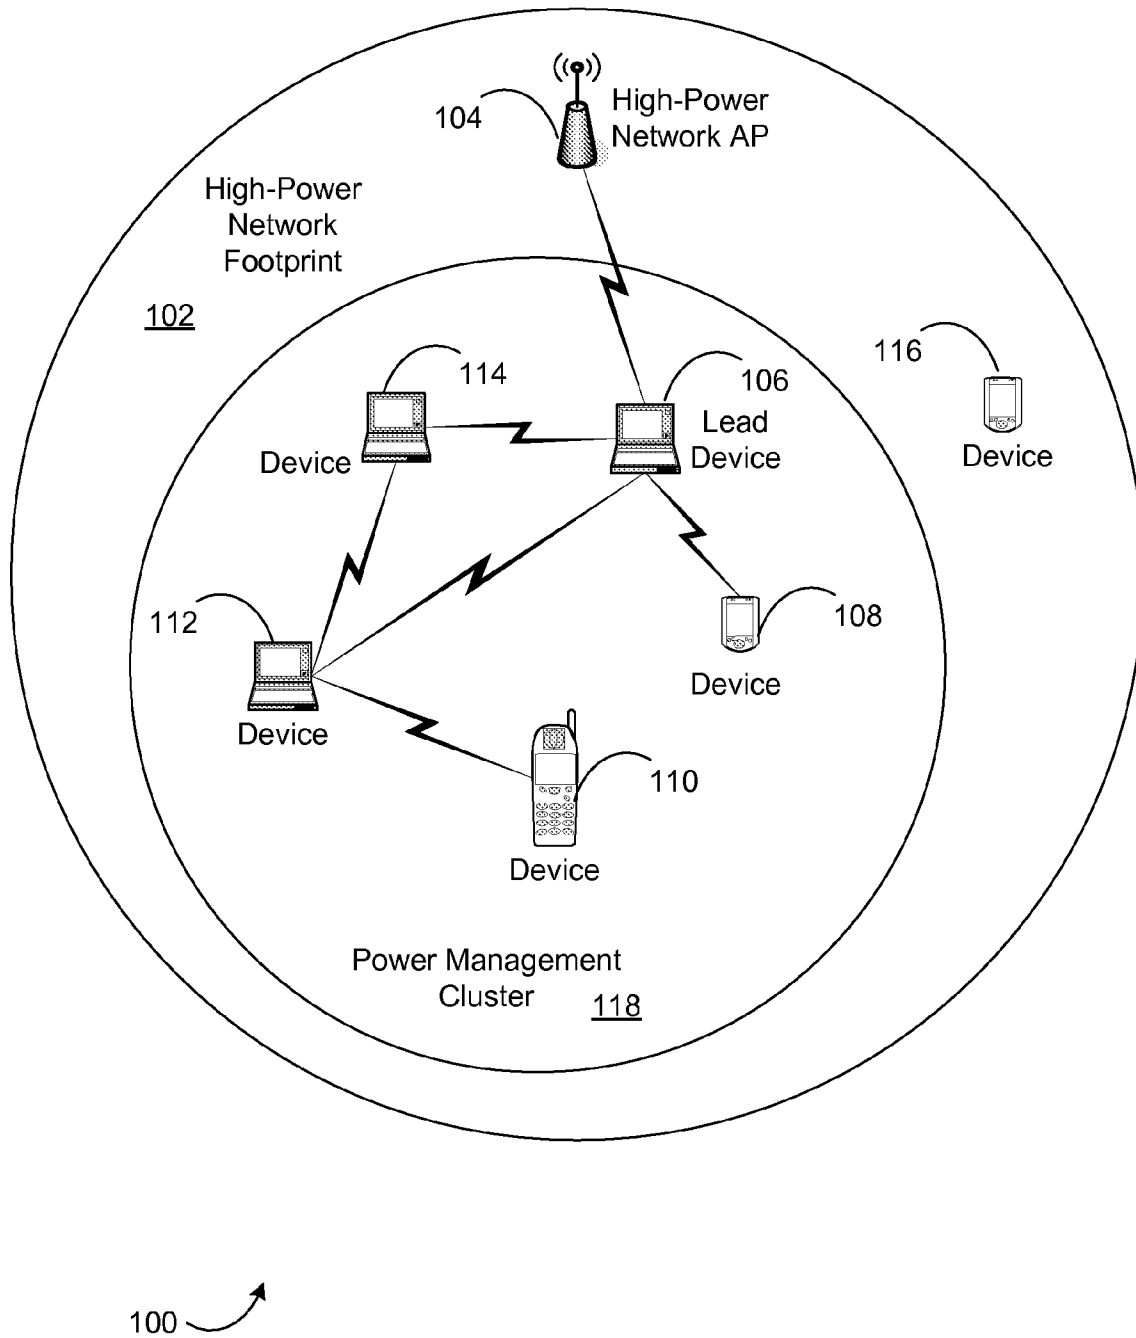 104
High-Power
Network AP
High-Power
Network
Footprint
102
114
106
116
Lead
Device
Device
Device
112
108
Device
Device
110
Device
Power Management
Cluster
118
100